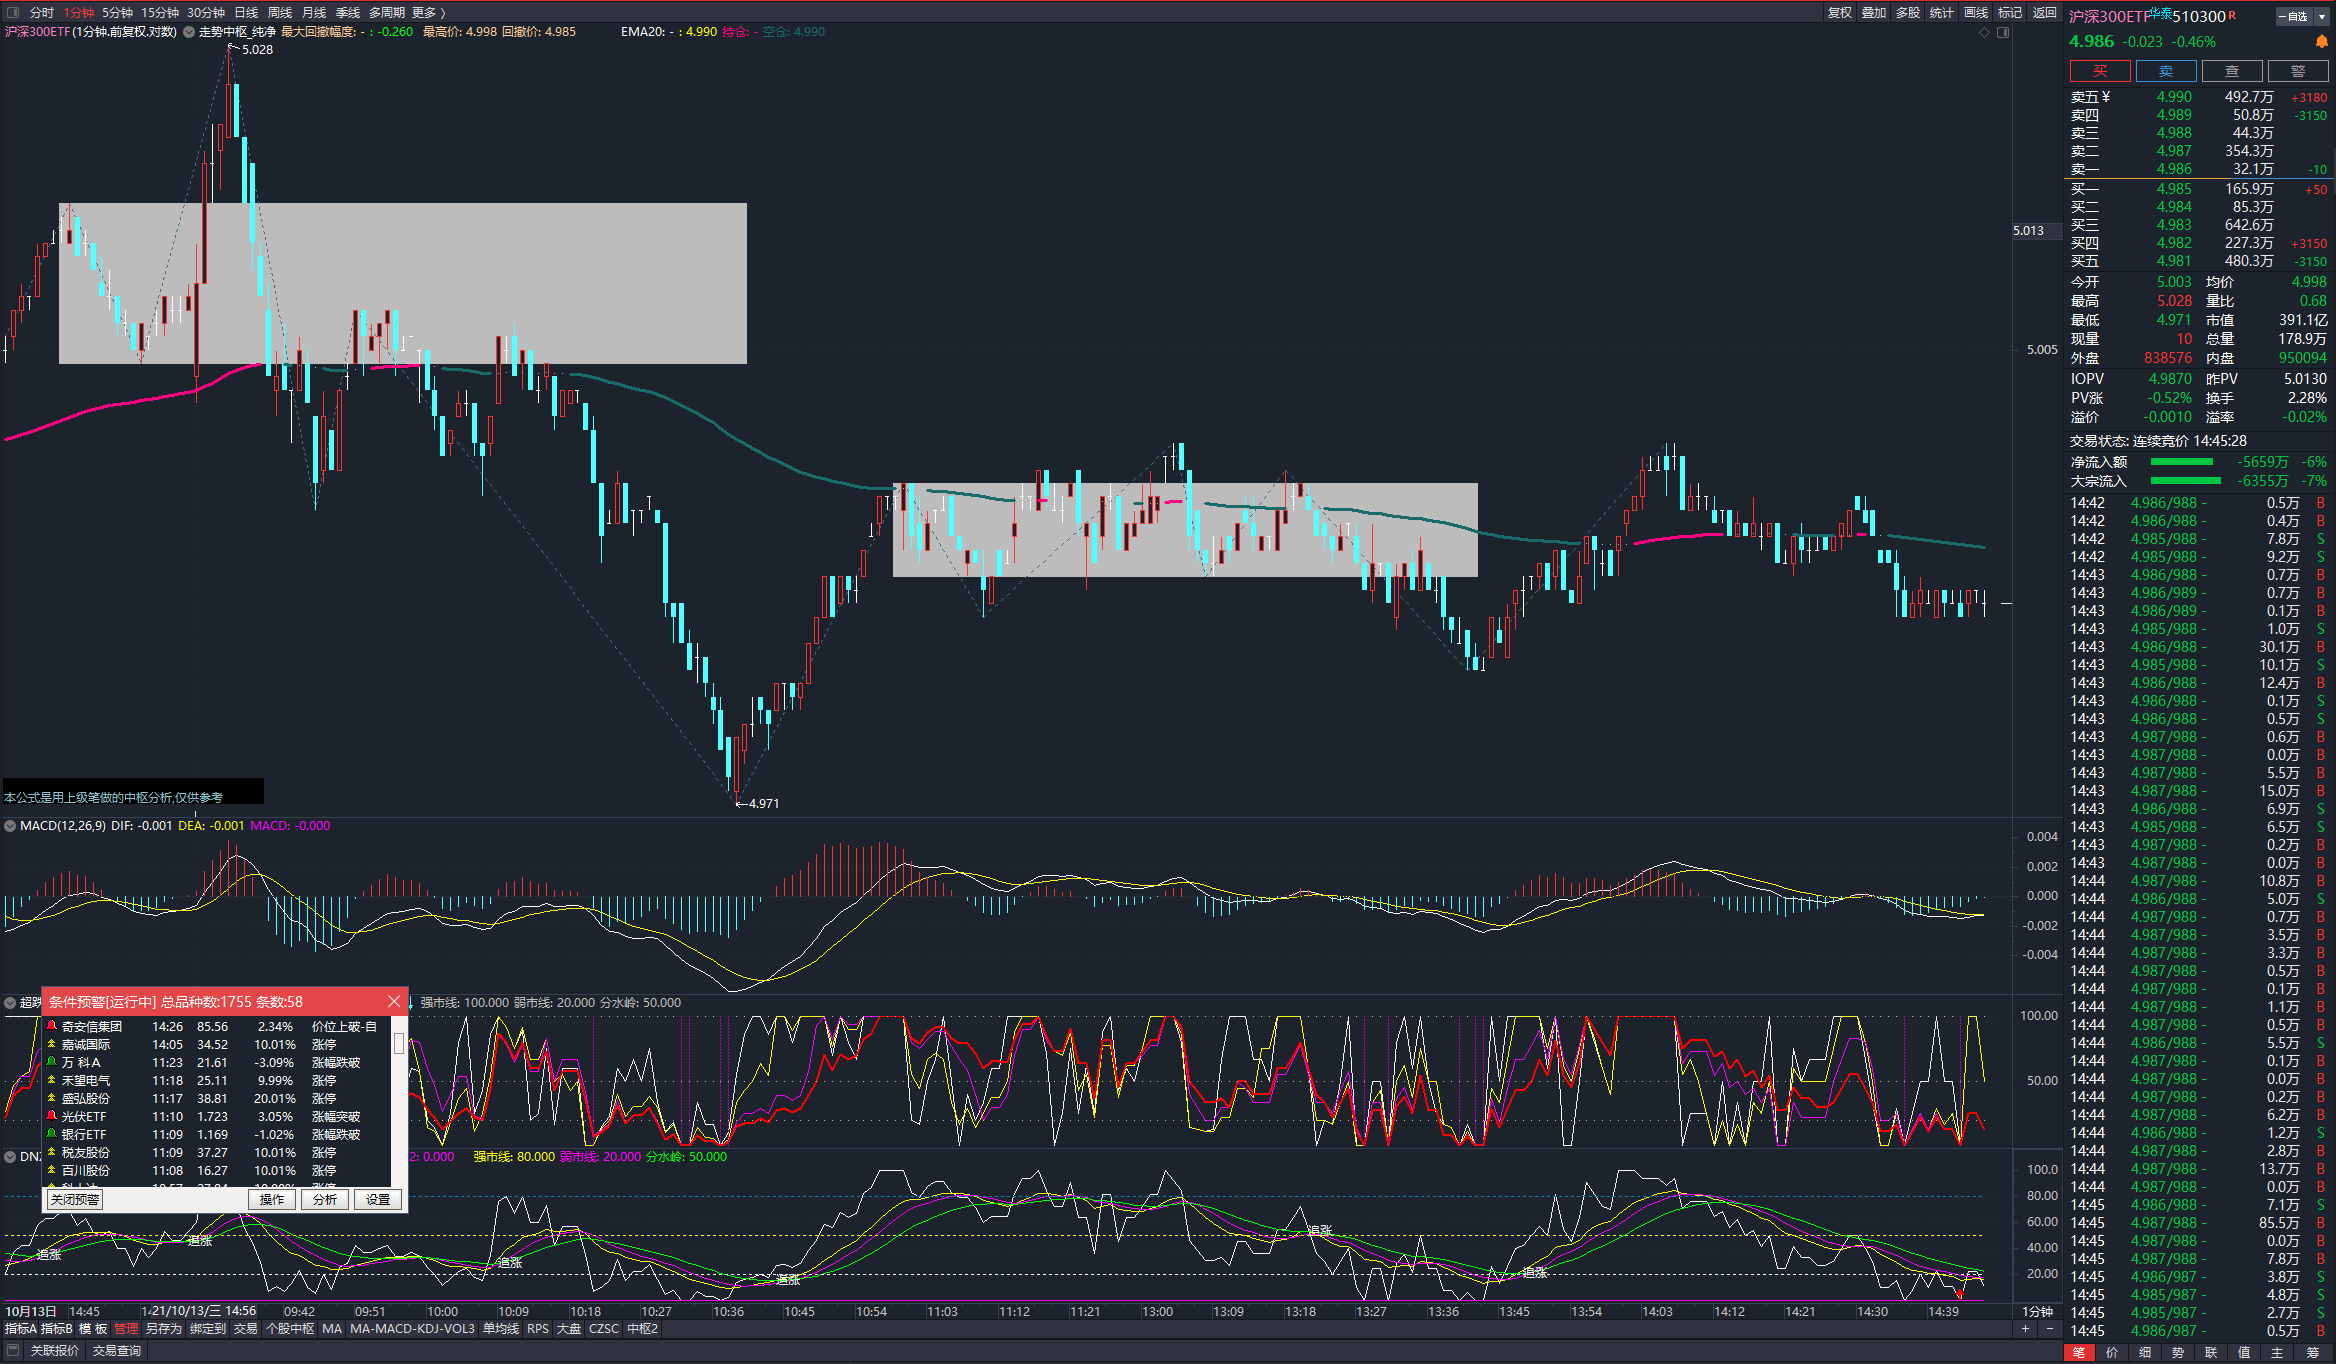 分时 1分钟 5分钟 15分钟 30分钟 日线 周线 月线 季线 多周期 更多 〉
复权 叠加 多股 统计 画线 标记 返回
沪深300ETF(1分钟.前复权.对数) 走势中枢_纯净 最大回撤幅度: - : -0.260 最高价: 4.998 回撤价: 4.985 EMA20: - : 4.990 持仓: - 空仓: 4.990
5.028
5.013
5.005
4.971
本公式是用上级笔做的中枢分析,仅供参考
MACD(12,26,9) DIF: -0.001 DEA: -0.001 MACD: -0.000
0.004
0.002
0.000
-0.002
-0.004
超跌
强市线: 100.000 弱市线: 20.000 分水岭: 50.000
100.00
50.00
条件预警[运行中] 总品种数:1755 条数:58
奇安信集团 14:26 85.56 2.34% 价位上破-自
嘉诚国际 14:05 34.52 10.01% 涨停
万 科A 11:23 21.61 -3.09% 涨幅跌破
禾望电气 11:18 25.11 9.99% 涨停
盛弘股份 11:17 38.81 20.01% 涨停
光伏ETF 11:10 1.723 3.05% 涨幅突破
银行ETF 11:09 1.169 -1.02% 涨幅跌破
税友股份 11:09 37.27 10.01% 涨停
百川股份 11:08 16.27 10.01% 涨停
关闭预警 操作 分析 设置
2: 0.000 强市线: 80.000 弱市线: 20.000 分水岭: 50.000
100.0
80.00
60.00
40.00
20.00
追涨
追涨
追涨
追涨
追涨
追涨
10月13日 14:45 21/10/13/三 14:56 09:42 09:51 10:00 10:09 10:18 10:27 10:36 10:45 10:54 11:03 11:12 11:21 13:00 13:09 13:18 13:27 13:36 13:45 13:54 14:03 14:12 14:21 14:30 14:39 1分钟
指标A 指标B 模 板 管理 另存为 绑定到 交易 个股中枢 MA MA-MACD-KDJ-VOL3 单均线 RPS 大盘 CZSC 中枢2 + -
关联报价 交易查询
沪深300ETF华泰510300 R
自选
4.986 -0.023 -0.46%
买 卖 查 警
卖五¥ 4.990 492.7万 +3180
卖四 4.989 50.8万 -3150
卖三 4.988 44.3万
卖二 4.987 354.3万
卖一 4.986 32.1万 -10
买一 4.985 165.9万 +50
买二 4.984 85.3万
买三 4.983 642.6万
买四 4.982 227.3万 +3150
买五 4.981 480.3万 -3150
今开 5.003 均价 4.998
最高 5.028 量比 0.68
最低 4.971 市值 391.1亿
现量 10 总量 178.9万
外盘 838576 内盘 950094
IOPV 4.9870 昨PV 5.0130
PV涨 -0.52% 换手 2.28%
溢价 -0.0010 溢率 -0.02%
交易状态: 连续竞价 14:45:28
净流入额 -5659万 -6%
大宗流入 -6355万 -7%
14:42 4.986/988 - 0.5万 B
14:42 4.986/988 - 0.4万 B
14:42 4.985/988 - 7.8万 S
14:42 4.985/988 - 9.2万 S
14:43 4.986/988 - 0.7万 B
14:43 4.986/989 - 0.7万 B
14:43 4.986/989 - 0.1万 B
14:43 4.985/988 - 1.0万 S
14:43 4.986/988 - 30.1万 B
14:43 4.985/988 - 10.1万 S
14:43 4.986/988 - 12.4万 B
14:43 4.986/988 - 0.1万 S
14:43 4.986/988 - 0.5万 S
14:43 4.987/988 - 0.6万 B
14:43 4.987/988 - 0.0万 B
14:43 4.987/988 - 5.5万 B
14:43 4.987/988 - 15.0万 B
14:43 4.986/988 - 6.9万 S
14:43 4.985/988 - 6.5万 S
14:43 4.987/988 - 0.2万 B
14:43 4.987/988 - 0.0万 B
14:44 4.987/988 - 10.8万 B
14:44 4.986/988 - 5.0万 S
14:44 4.987/988 - 0.7万 B
14:44 4.987/988 - 3.5万 B
14:44 4.987/988 - 3.3万 B
14:44 4.987/988 - 0.5万 B
14:44 4.987/988 - 0.1万 B
14:44 4.987/988 - 1.1万 B
14:44 4.987/988 - 0.5万 B
14:44 4.986/988 - 5.5万 S
14:44 4.987/988 - 0.1万 B
14:44 4.987/988 - 0.0万 B
14:44 4.987/988 - 0.2万 B
14:44 4.987/988 - 6.2万 B
14:44 4.986/988 - 1.2万 S
14:44 4.987/988 - 2.8万 B
14:44 4.987/988 - 13.7万 B
14:44 4.987/988 - 0.0万 B
14:45 4.986/988 - 7.1万 S
14:45 4.987/988 - 85.5万 B
14:45 4.987/988 - 0.0万 B
14:45 4.987/988 - 7.8万 B
14:45 4.986/987 - 3.8万 S
14:45 4.985/987 - 4.8万 S
14:45 4.985/987 - 2.7万 S
14:45 4.986/987 - 0.5万 B
笔 价 细 势 联 值 主 筹